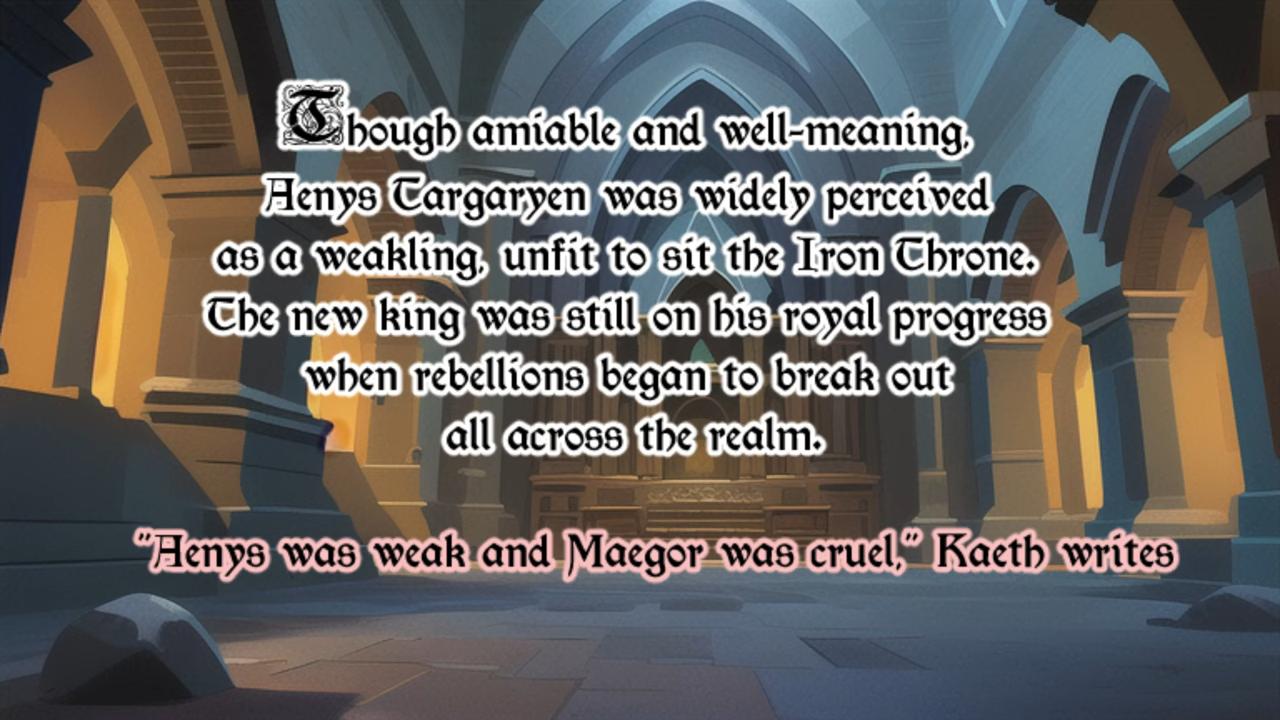 Though amiable and well-meaning,
Aenys Targaryen was widely perceived
as a weakling, unfit to sit the Iron Throne.
The new king was still on his royal progress
when rebellions began to break out
all across the realm.
"Aenys was weak and Maegor was cruel," Kaeth writes